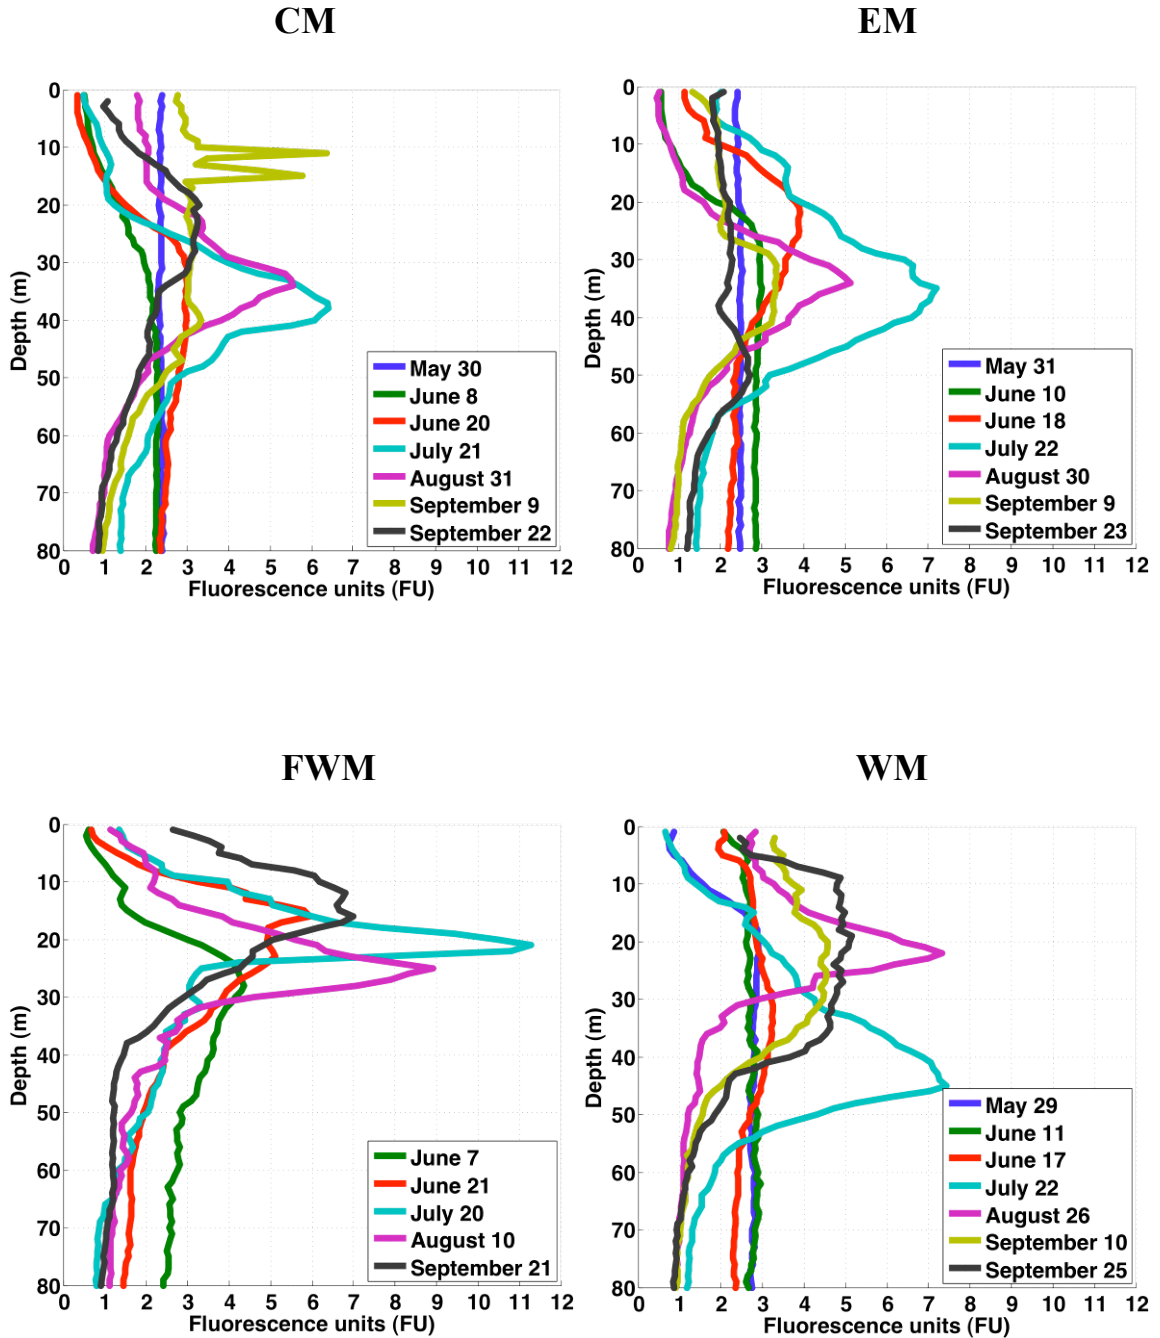 CM
0
10
20
30
40
50
60
70
80
Depth (m)
May 30
June 8
June 20
July 21
August 31
September 9
September 22
0 1 2 3 4 5 6 7 8 9 10 11 12
Fluorescence units (FU)
EM
0
10
20
30
40
50
60
70
80
Depth (m)
May 31
June 10
June 18
July 22
August 30
September 9
September 23
0 1 2 3 4 5 6 7 8 9 10 11 12
Fluorescence units (FU)
FWM
0
10
20
30
40
50
60
70
80
Depth (m)
June 7
June 21
July 20
August 10
September 21
0 1 2 3 4 5 6 7 8 9 10 11 12
Fluorescence units (FU)
WM
0
10
20
30
40
50
60
70
80
Depth (m)
May 29
June 11
June 17
July 22
August 26
September 10
September 25
0 1 2 3 4 5 6 7 8 9 10 11 12
Fluorescence units (FU)